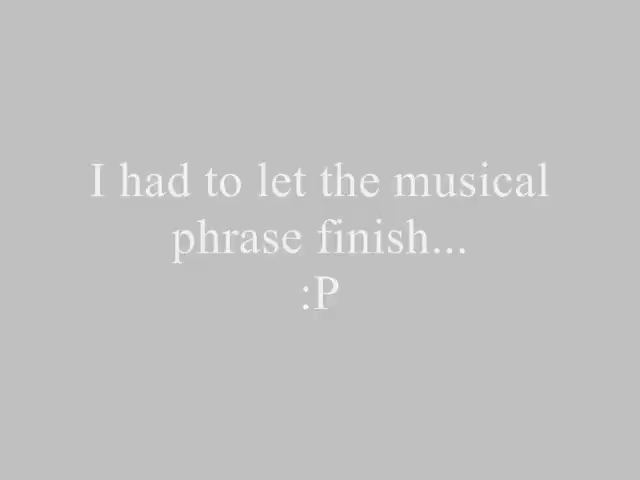 I had to let the musical
phrase finish...
:P